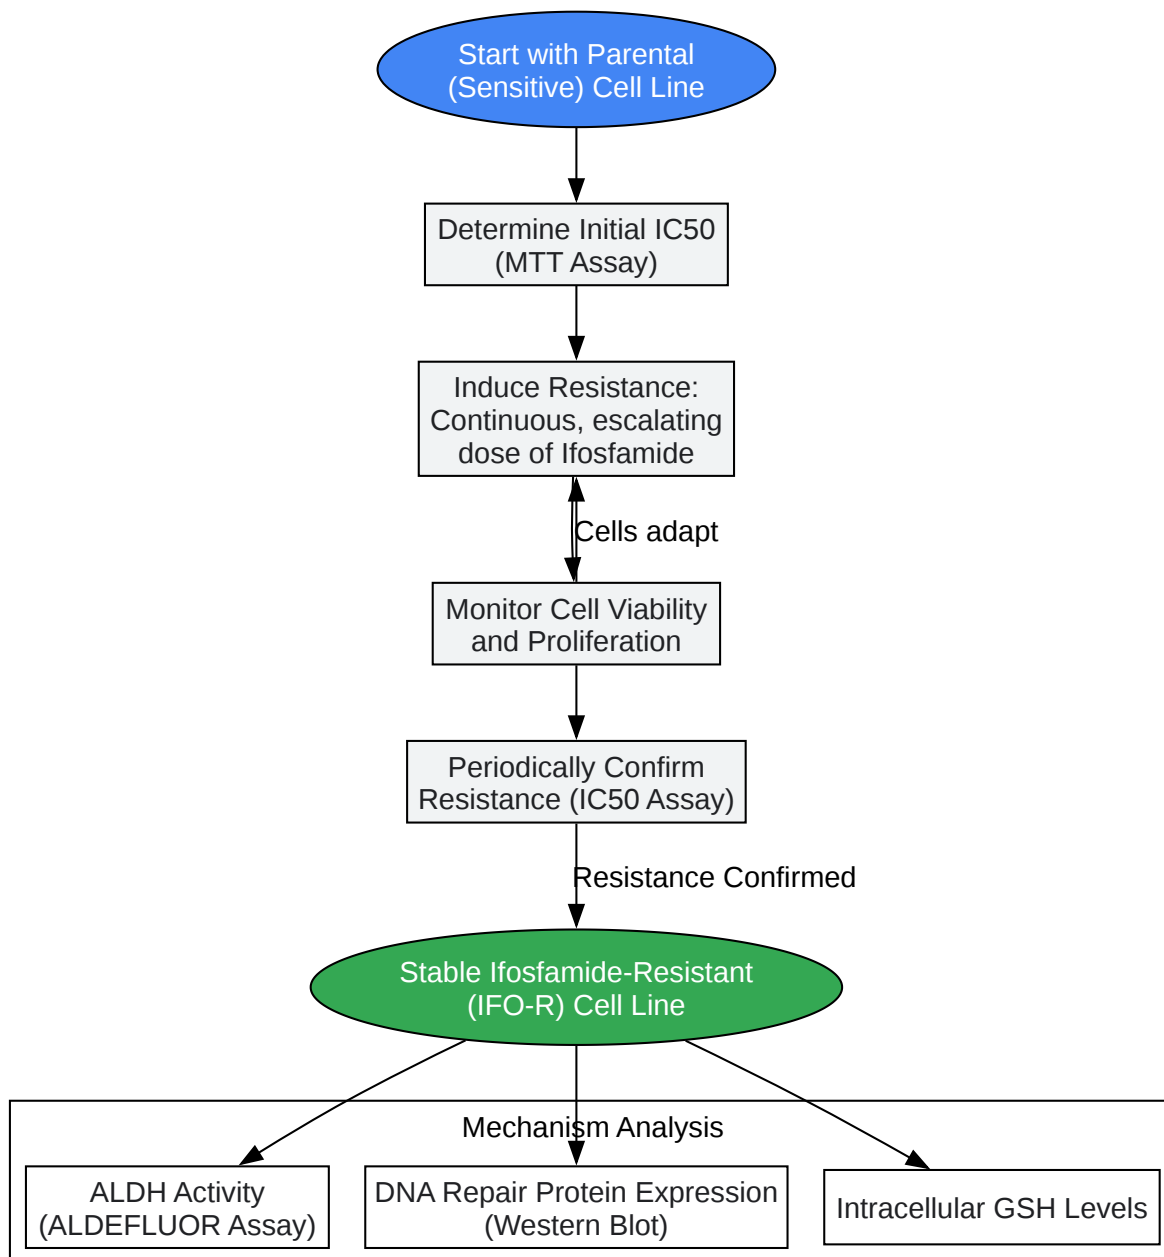 Start with Parental
(Sensitive) Cell Line
Determine Initial IC50
(MTT Assay)
Induce Resistance:
Continuous, escalating
dose of Ifosfamide
Cells adapt
Monitor Cell Viability
and Proliferation
Periodically Confirm
Resistance (IC50 Assay)
Resistance Confirmed
Stable Ifosfamide-Resistant
(IFO-R) Cell Line
Mechanism Analysis
ALDH Activity
(ALDEFLUOR Assay)
DNA Repair Protein Expression
(Western Blot)
Intracellular GSH Levels